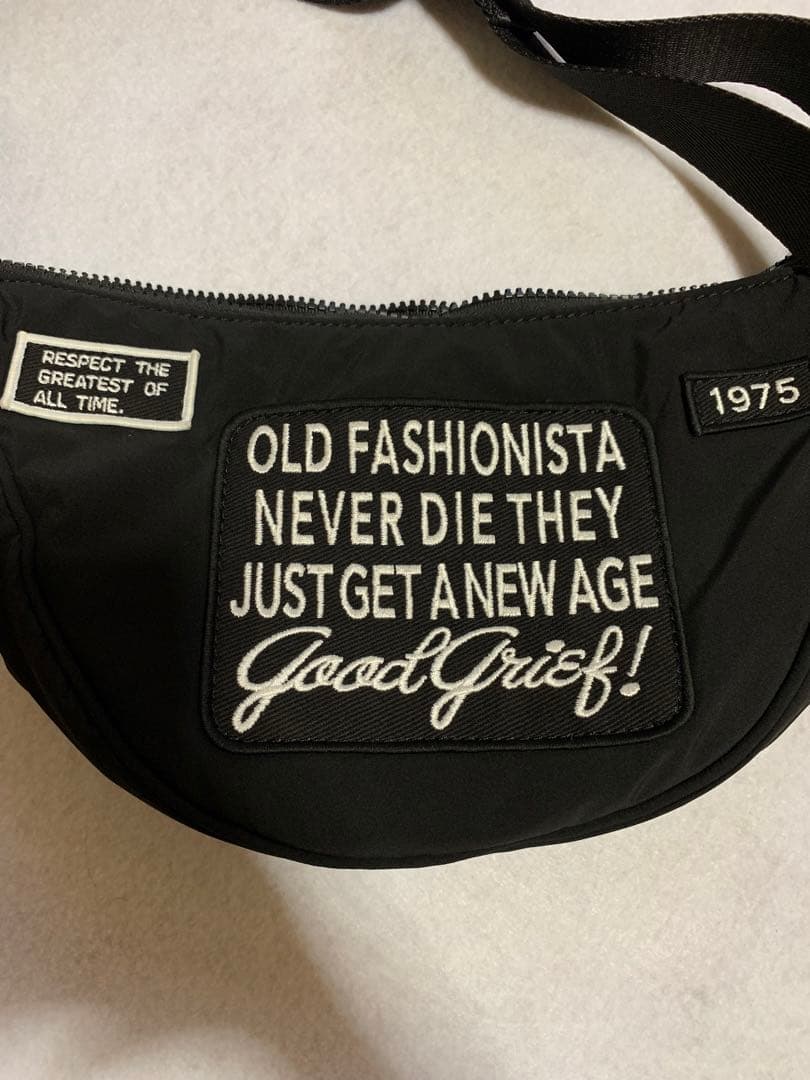 RESPECT THE
GREATEST OF
ALL TIME.
1975
OLD FASHIONISTA
NEVER DIE THEY
JUST GET A NEW AGE
Good Grief!